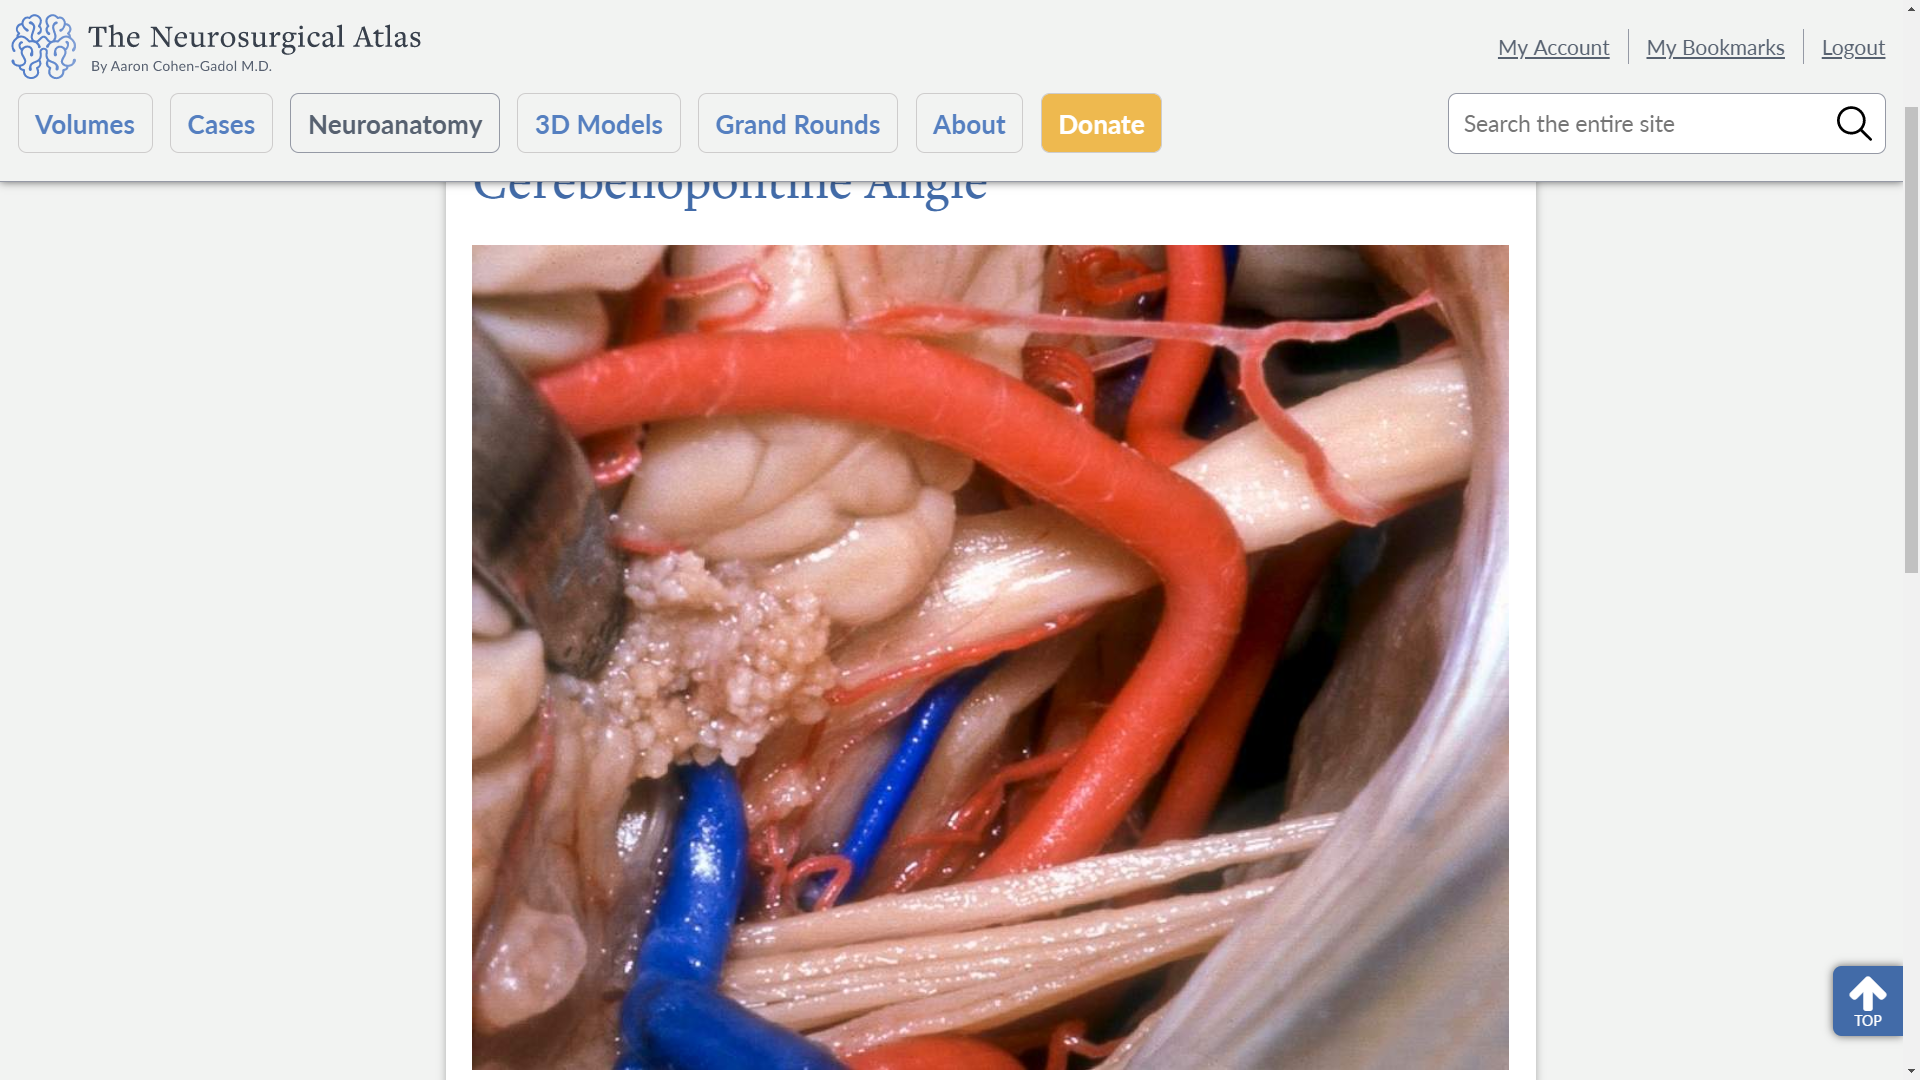 The Neurosurgical Atlas
By Aaron Cohen-Gadol M.D.
My Account
My Bookmarks
Logout
Volumes
Cases
Neuroanatomy
3D Models
Grand Rounds
About
Donate
Search the entire site
Cerebellopontine Angle
TOP